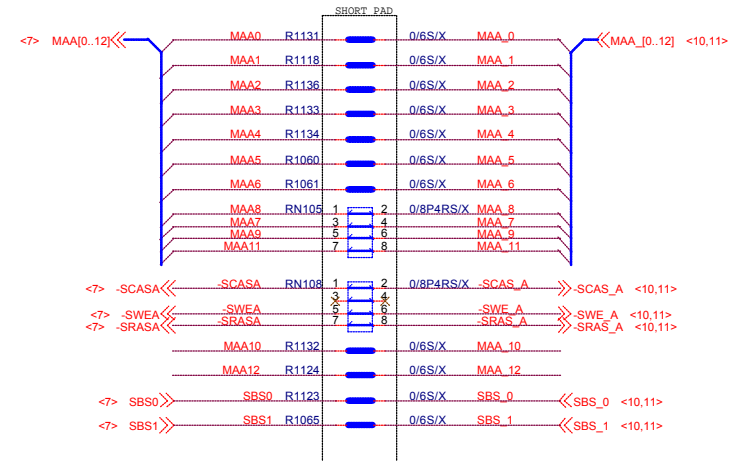 SHORT PAD
<7> MAA[0..12] MAA0 R1131 0/6S/X MAA_0 MAA_[0..12] <10,11>
MAA1 R1118 0/6S/X MAA_1
MAA2 R1136 0/6S/X MAA_2
MAA3 R1133 0/6S/X MAA_3
MAA4 R1134 0/6S/X MAA_4
MAA5 R1060 0/6S/X MAA_5
MAA6 R1061 0/6S/X MAA_6
MAA8 RN105 1 2 0/8P4RS/X MAA_8
MAA7 3 4 MAA_7
MAA9 5 6 MAA_9
MAA11 7 8 MAA_11
<7> -SCASA -SCASA RN108 1 2 0/8P4RS/X -SCAS_A -SCAS_A <10,11>
3 4
<7> -SWEA -SWEA 5 6 -SWE_A -SWE_A <10,11>
<7> -SRASA -SRASA 7 8 -SRAS_A -SRAS_A <10,11>
MAA10 R1132 0/6S/X MAA_10
MAA12 R1124 0/6S/X MAA_12
<7> SBS0 SBS0 R1123 0/6S/X SBS_0 SBS_0 <10,11>
<7> SBS1 SBS1 R1065 0/6S/X SBS_1 SBS_1 <10,11>